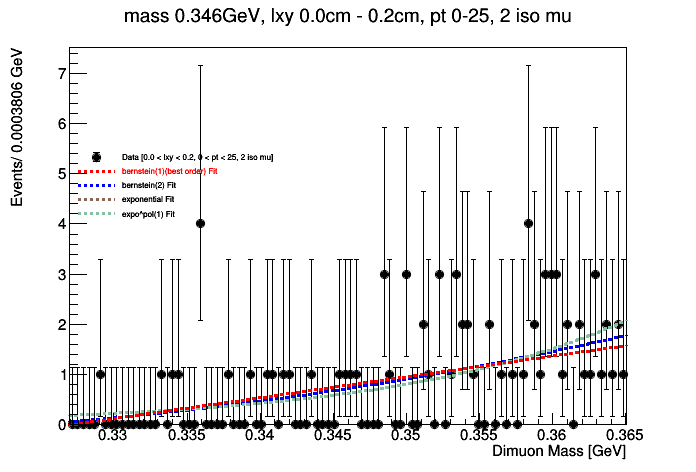 mass 0.346GeV, lxy 0.0cm - 0.2cm, pt 0-25, 2 iso mu
Events/ 0.0003806 GeV
7
6
5
4
3
2
1
0
Data [0.0 < lxy < 0.2, 0 < pt < 25, 2 iso mu]
bernstein(1)(best order) Fit
bernstein(2) Fit
exponential Fit
expo^pol(1) Fit
0.33 0.335 0.34 0.345 0.35 0.355 0.36 0.365
Dimuon Mass [GeV]